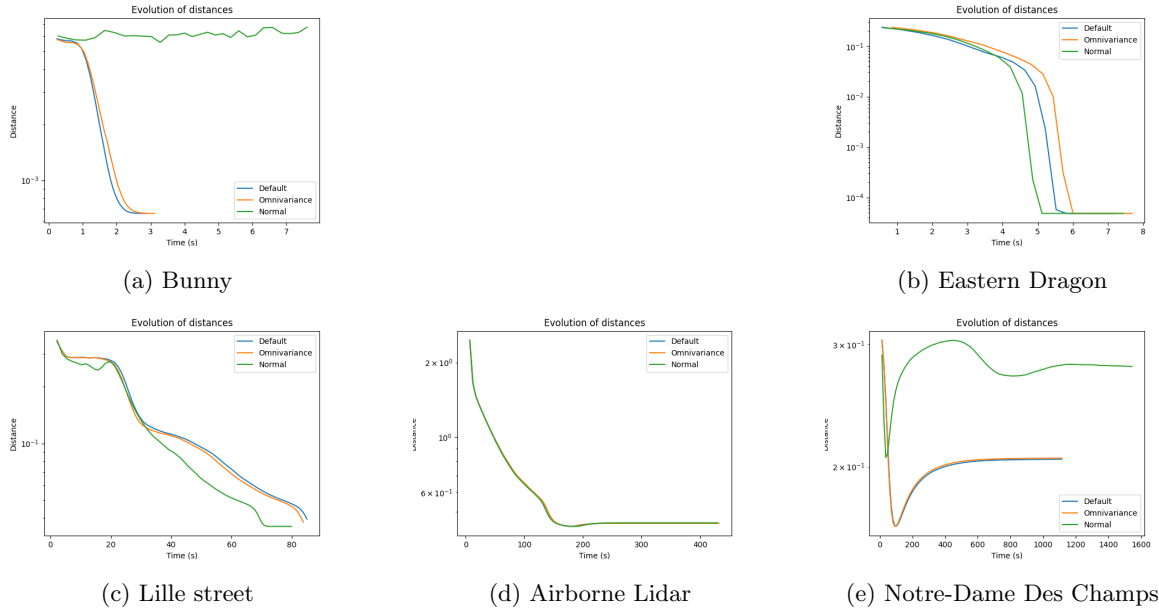 Evolution of distances
Distance
10⁻³
0 1 2 3 4 5 6 7
Time (s)
Default
Omnivariance
Normal
(a) Bunny
Evolution of distances
Distance
10⁻¹
10⁻²
10⁻³
10⁻⁴
1 2 3 4 5 6 7 8
Time (s)
Default
Omnivariance
Normal
(b) Eastern Dragon
Evolution of distances
Distance
10⁻¹
0 20 40 60 80
Time (s)
Default
Omnivariance
Normal
(c) Lille street
Evolution of distances
Distance
2 × 10⁰
10⁰
6 × 10⁻¹
0 100 200 300 400
Time (s)
Default
Omnivariance
Normal
(d) Airborne Lidar
Evolution of distances
Distance
3 × 10⁻¹
2 × 10⁻¹
0 200 400 600 800 1000 1200 1400 1600
Time (s)
Default
Omnivariance
Normal
(e) Notre-Dame Des Champs